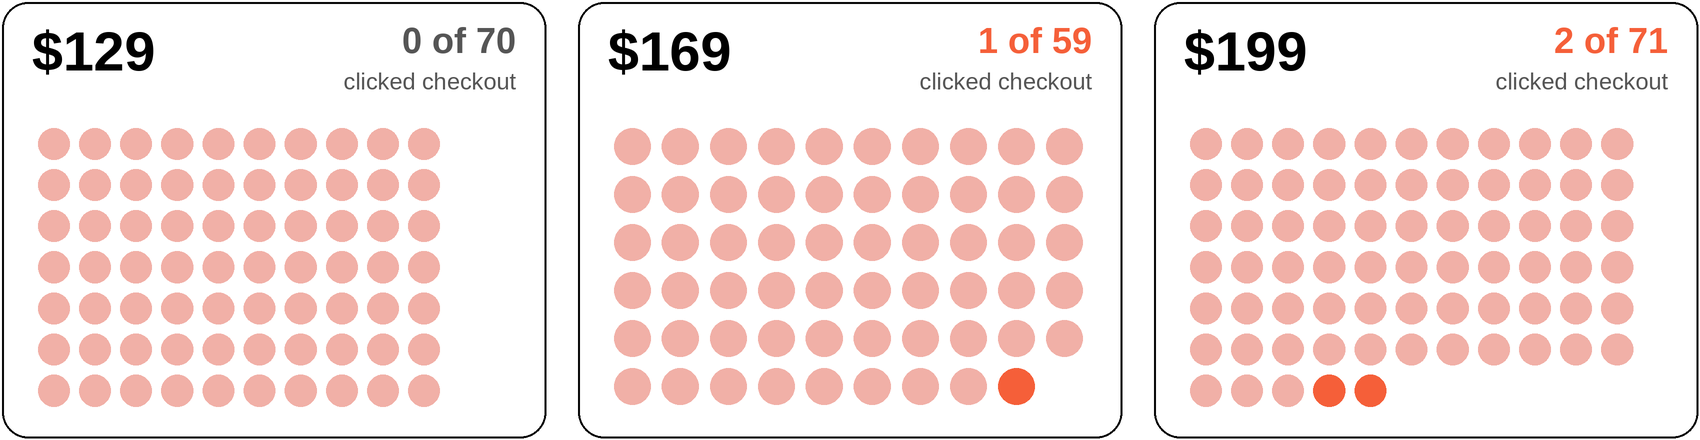 $129
0 of 70
clicked checkout
$169
1 of 59
clicked checkout
$199
2 of 71
clicked checkout